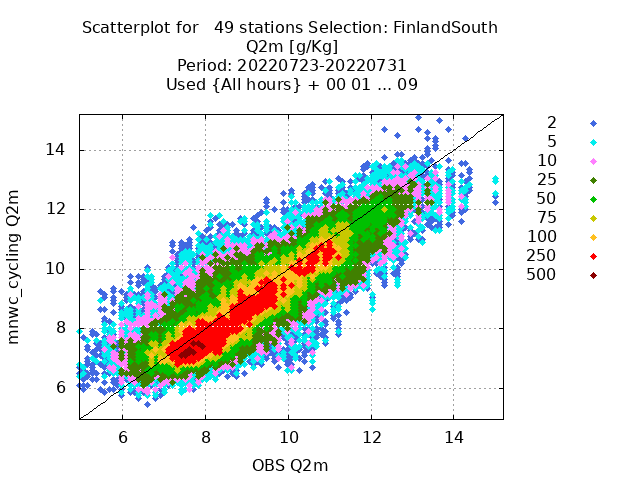 Scatterplot for   49 stations Selection: FinlandSouth
Q2m [g/Kg]
Period: 20220723-20220731
Used {All hours} + 00 01 ... 09
2
5
10
25
50
75
100
250
500
mnwc_cycling Q2m
14
12
10
8
6
6 8 10 12 14
OBS Q2m